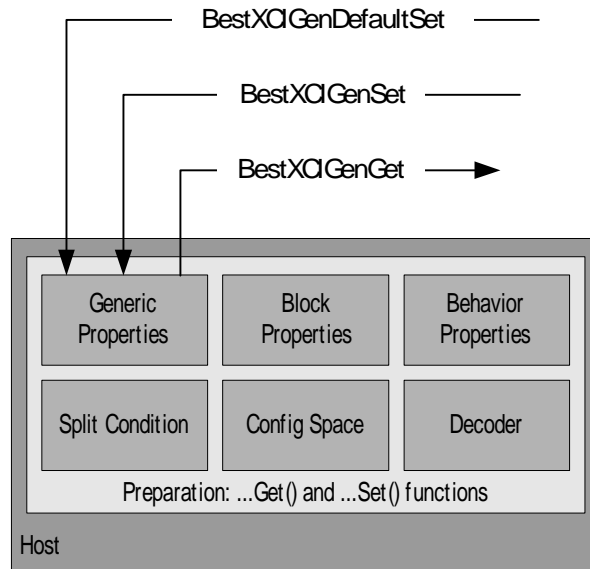 BestXCIGenDefaultSet
BestXCIGenSet
BestXCIGenGet
Generic
Properties
Block
Properties
Behavior
Properties
Split Condition
Config Space
Decoder
Preparation: ...Get() and ...Set() functions
Host